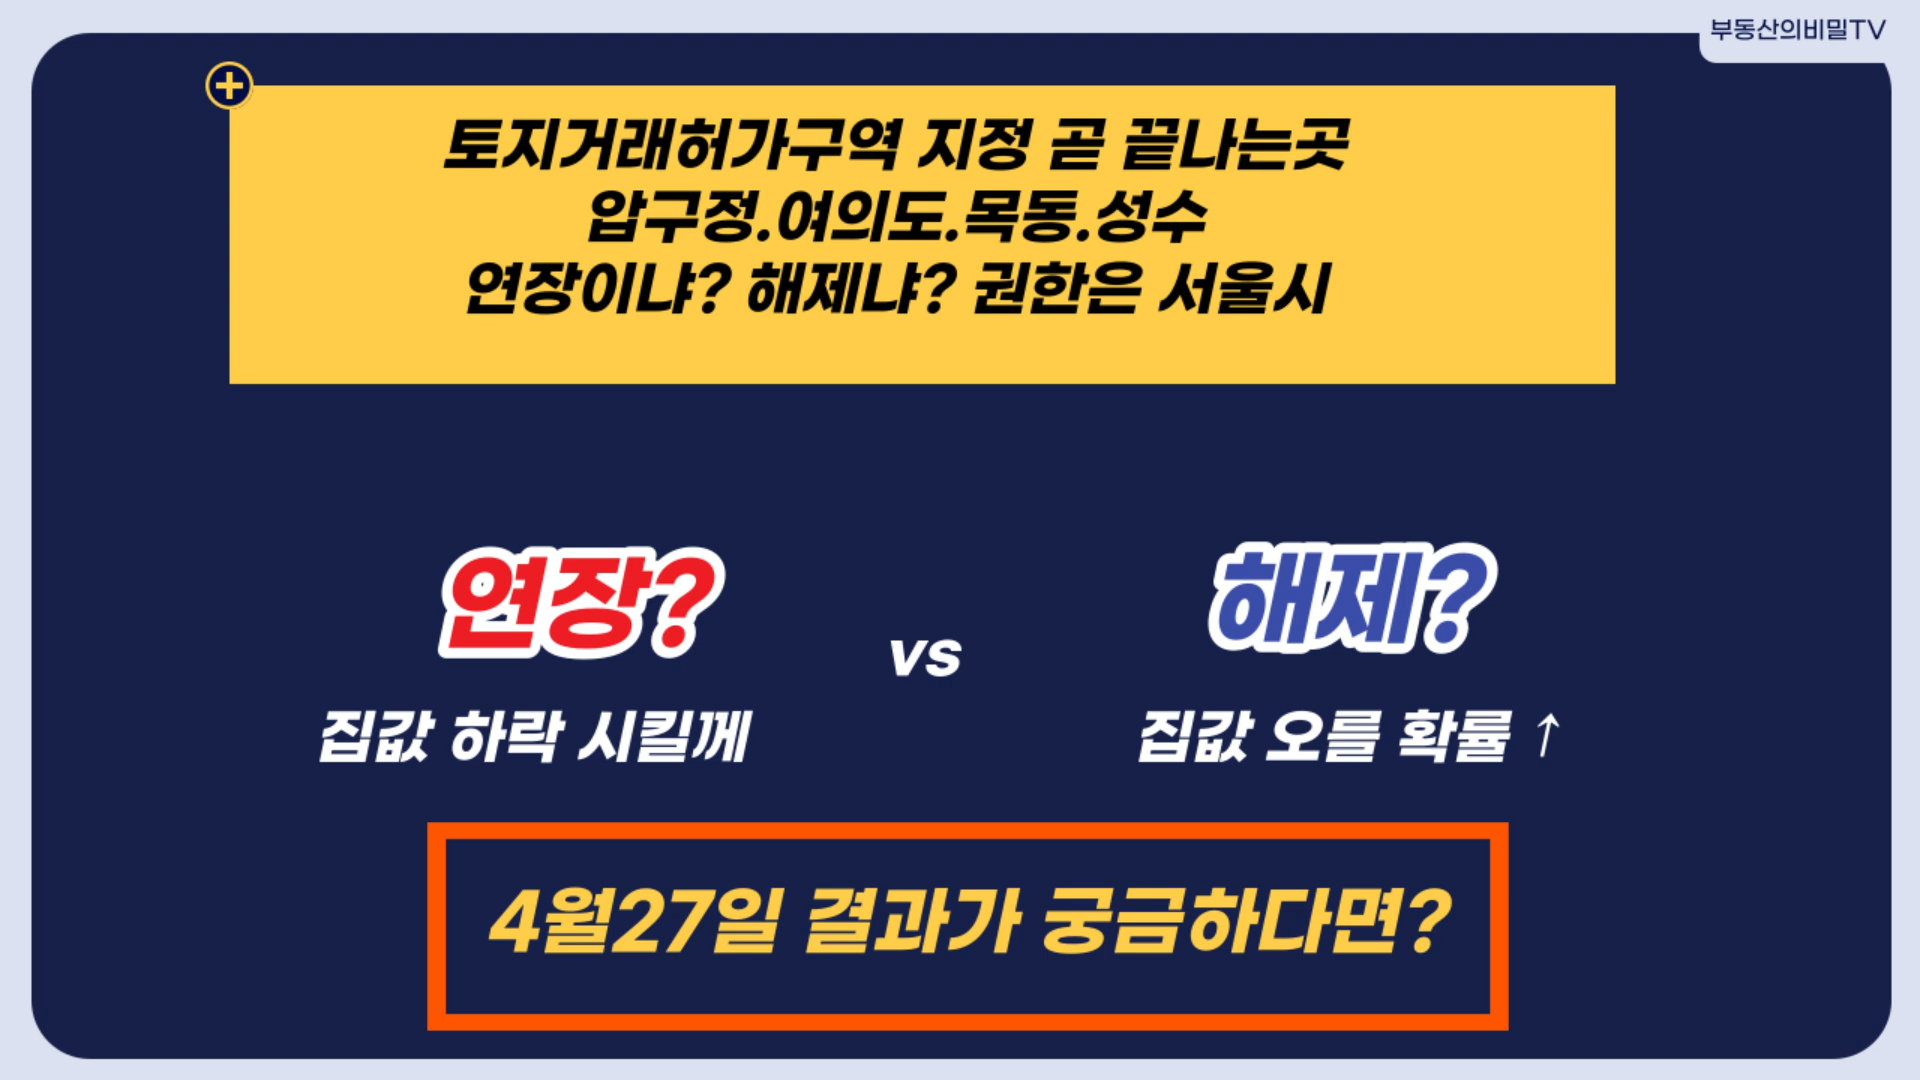 부동산의비밀TV
토지거래허가구역 지정 곧 끝나는곳
압구정.여의도.목동.성수
연장이냐? 해제냐? 권한은 서울시
연장?
해제?
vs
집값 하락 시킬께
집값 오를 확률 ↑
4월27일 결과가 궁금하다면?